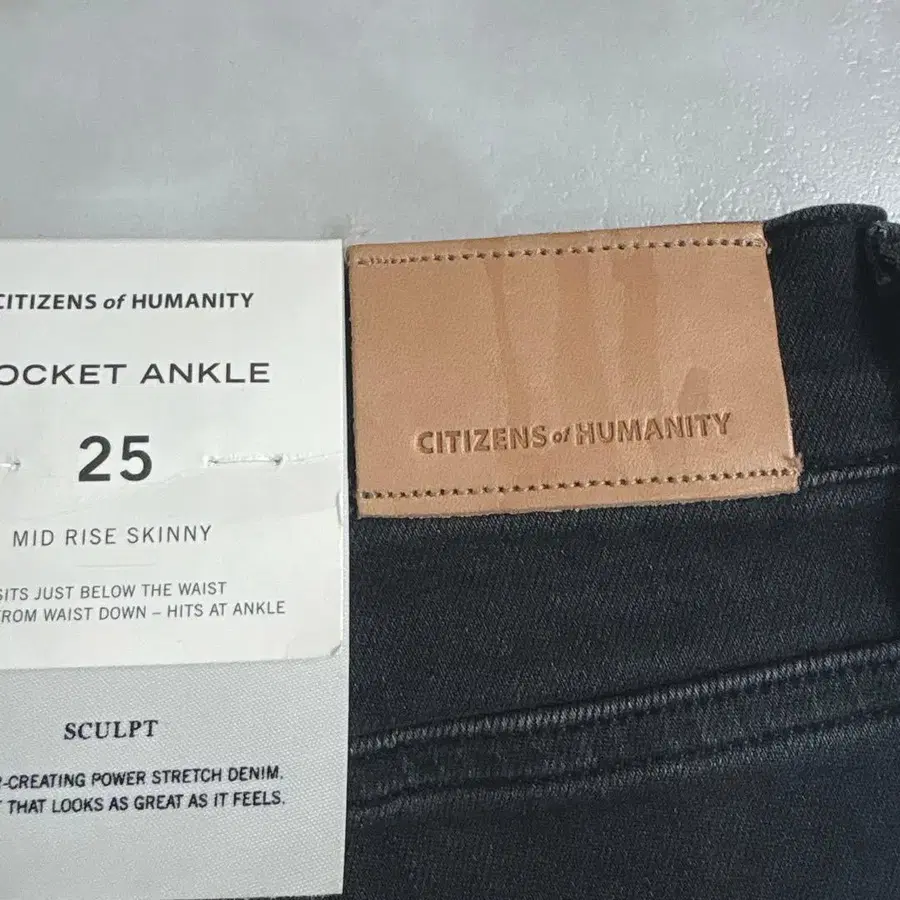 CITIZENS of HUMANITY
OCKET ANKLE
25
MID RISE SKINNY
SITS JUST BELOW THE WAIST
FROM WAIST DOWN – HITS AT ANKLE
SCULPT
-CREATING POWER STRETCH DENIM.
THAT LOOKS AS GREAT AS IT FEELS.
CITIZENS of HUMANITY